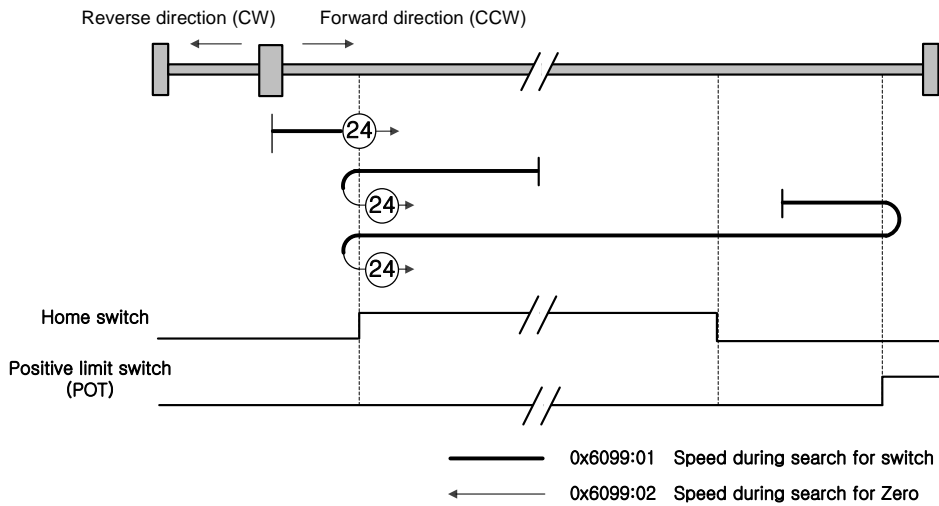 Reverse direction (CW) Forward direction (CCW)
24
24
24
Home switch
Positive limit switch
(POT)
0x6099:01 Speed during search for switch
0x6099:02 Speed during search for Zero